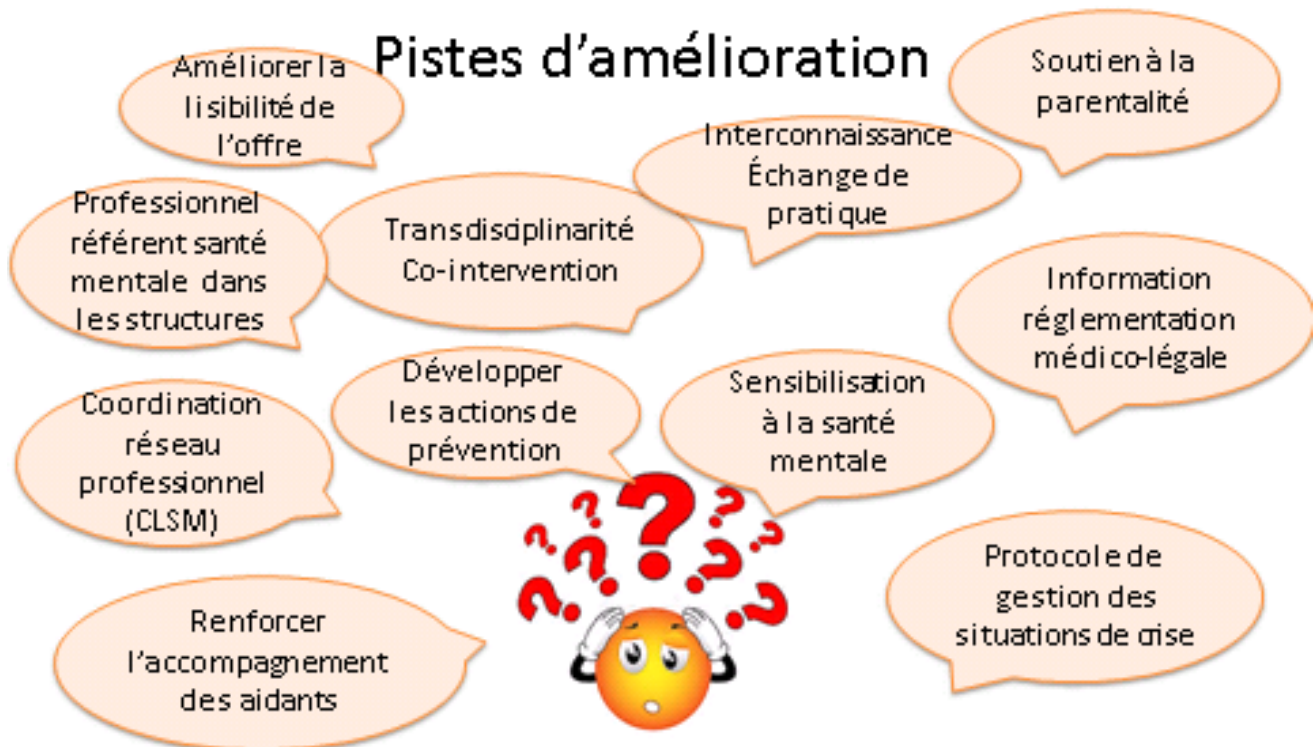 Pistes d'amélioration
Améliorer la
lisibilité de
l'offre
Soutien à la
parentalité
Interconnaissance
Échange de
pratique
Professionnel
référent santé
mentale dans
les structures
Transdisciplinarité
Co-intervention
Information
réglementation
médico-légale
Développer
les actions de
prévention
Sensibilisation
à la santé
mentale
Coordination
réseau
professionnel
(CLSM)
Protocole de
gestion des
situations de crise
Renforcer
l'accompagnement
des aidants